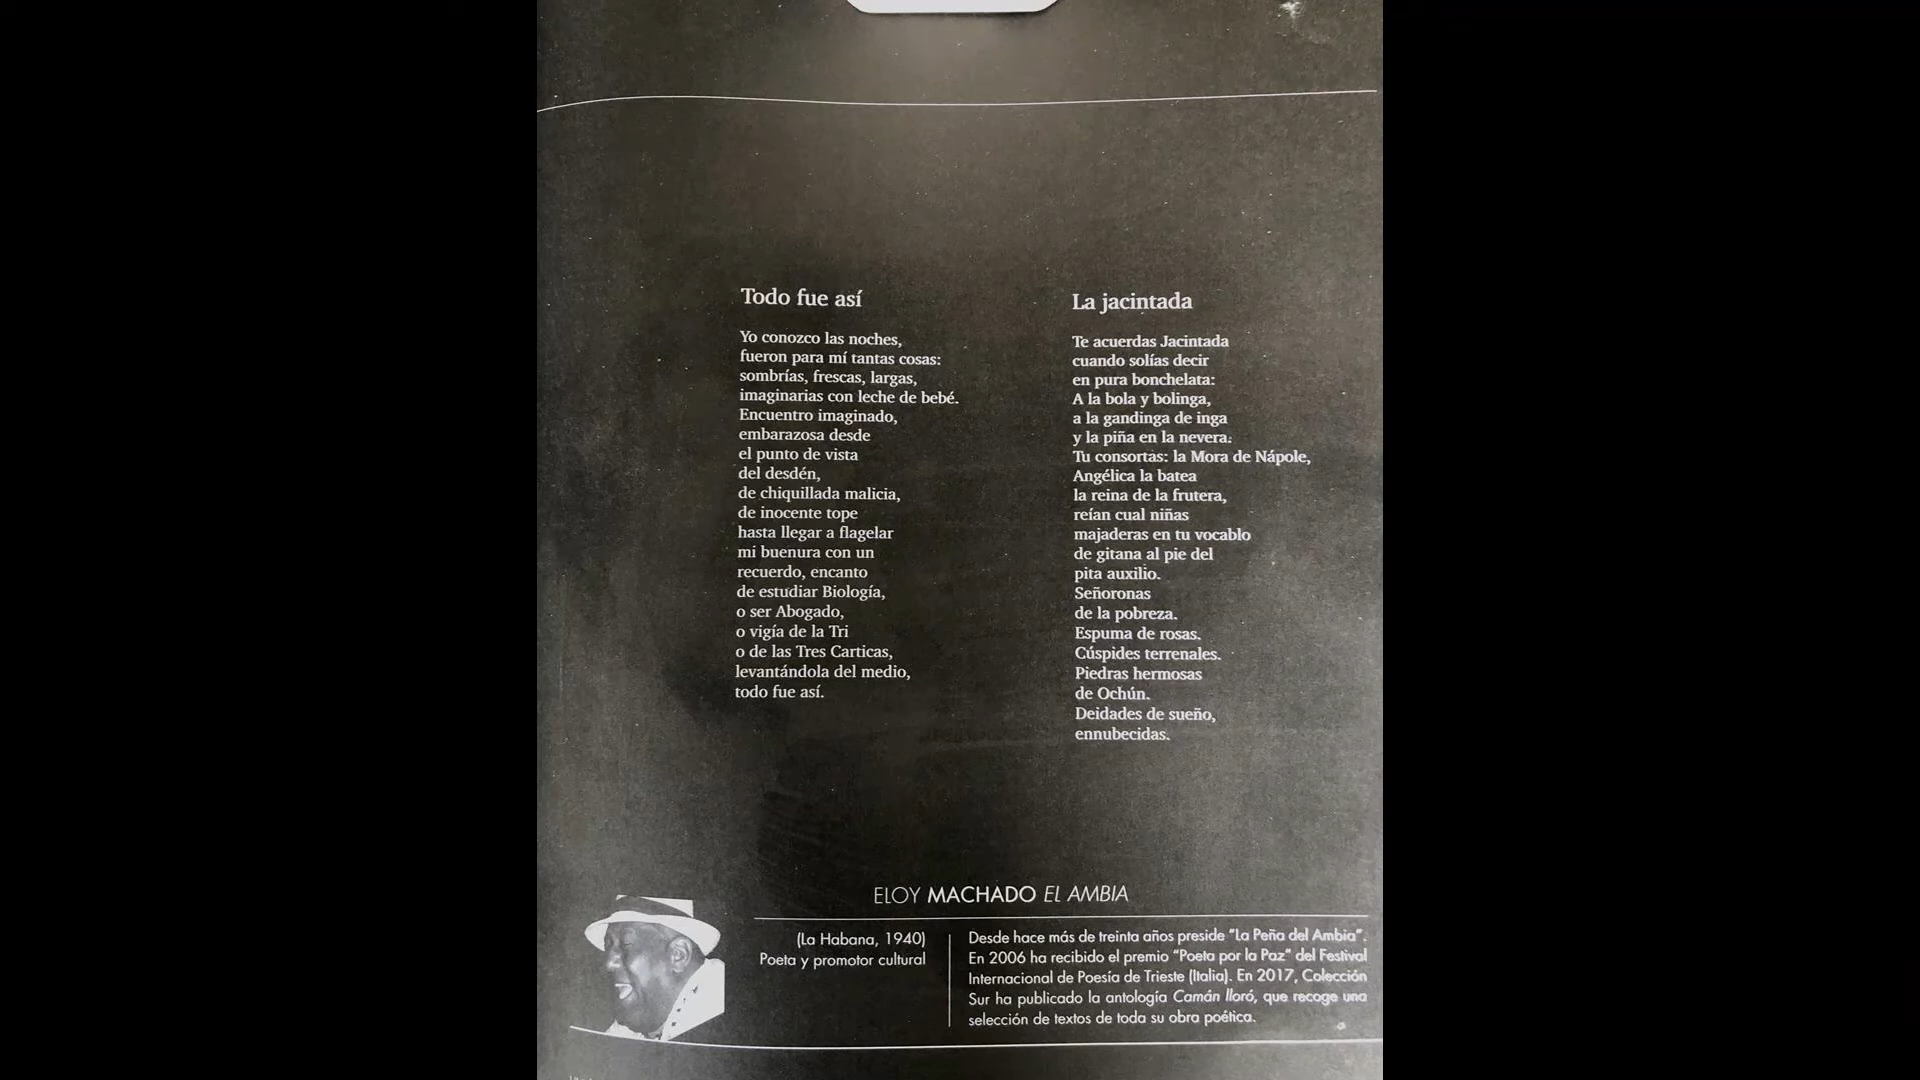 Todo fue así
Yo conozco las noches,
fueron para mí tantas cosas:
sombrías, frescas, largas,
imaginarias con leche de bebé.
Encuentro imaginado,
embarazosa desde
el punto de vista
del desdén,
de chiquillada malicia,
de inocente tope
hasta llegar a flagelar
mi buenura con un
recuerdo, encanto
de estudiar Biología,
o ser Abogado,
o vigía de la Tri
o de las Tres Carticas,
levantándola del medio,
todo fue así.
La jacintada
Te acuerdas Jacintada
cuando solías decir
en pura bonchelata:
A la bola y bolinga,
a la gandinga de inga
y la piña en la nevera.
Tu consortas: la Mora de Nápole,
Angélica la batea
la reina de la frutera,
reían cual niñas
majaderas en tu vocablo
de gitana al pie del
pita auxilio.
Señoronas
de la pobreza.
Espuma de rosas.
Cúspides terrenales.
Piedras hermosas
de Ochún.
Deidades de sueño,
ennubecidas.
ELOY MACHADO EL AMBIA
(La Habana, 1940)
Poeta y promotor cultural
Desde hace más de treinta años preside “La Peña del Ambia”.
En 2006 ha recibido el premio “Poeta por la Paz” del Festival
Internacional de Poesía de Trieste (Italia). En 2017, Colección
Sur ha publicado la antología Camán lloró, que recoge una
selección de textos de toda su obra poética.